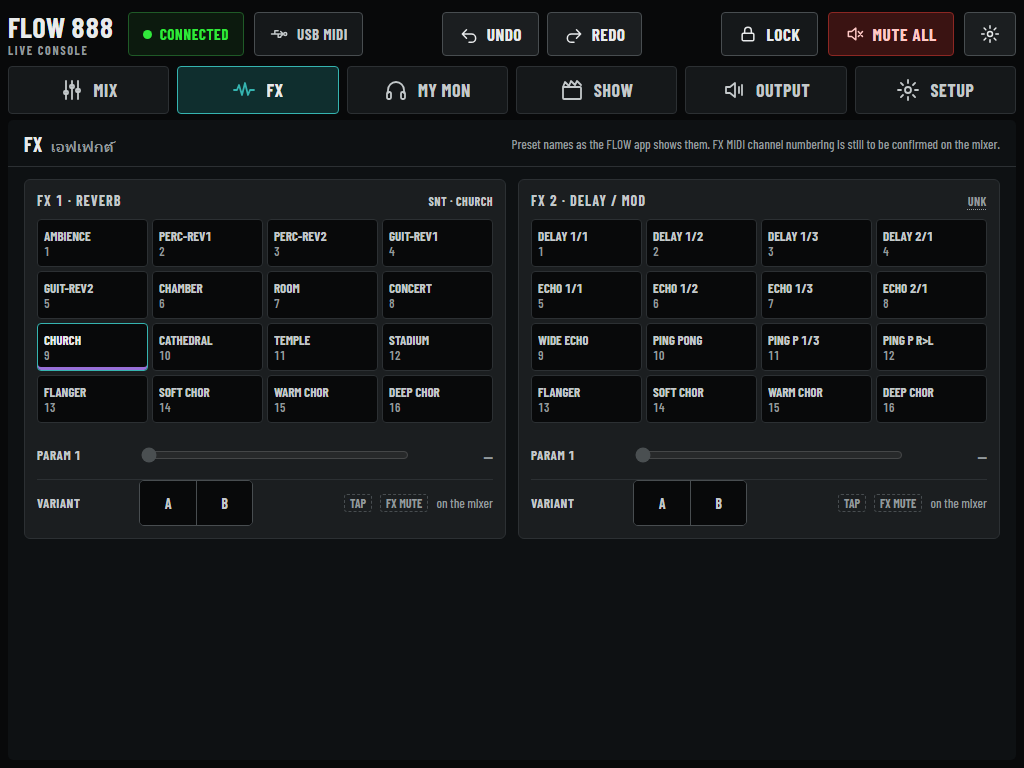 FLOW 888
LIVE CONSOLE
CONNECTED
USB MIDI
UNDO
REDO
LOCK
MUTE ALL
MIX
FX
MY MON
SHOW
OUTPUT
SETUP
FX เอฟเฟกต์
Preset names as the FLOW app shows them. FX MIDI channel numbering is still to be confirmed on the mixer.
FX 1 · REVERB
SNT · CHURCH
AMBIENCE
1
PERC-REV1
2
PERC-REV2
3
GUIT-REV1
4
GUIT-REV2
5
CHAMBER
6
ROOM
7
CONCERT
8
CHURCH
9
CATHEDRAL
10
TEMPLE
11
STADIUM
12
FLANGER
13
SOFT CHOR
14
WARM CHOR
15
DEEP CHOR
16
PARAM 1
–
VARIANT
A
B
TAP
FX MUTE
on the mixer
FX 2 · DELAY / MOD
UNK
DELAY 1/1
1
DELAY 1/2
2
DELAY 1/3
3
DELAY 2/1
4
ECHO 1/1
5
ECHO 1/2
6
ECHO 1/3
7
ECHO 2/1
8
WIDE ECHO
9
PING PONG
10
PING P 1/3
11
PING P R>L
12
FLANGER
13
SOFT CHOR
14
WARM CHOR
15
DEEP CHOR
16
PARAM 1
–
VARIANT
A
B
TAP
FX MUTE
on the mixer